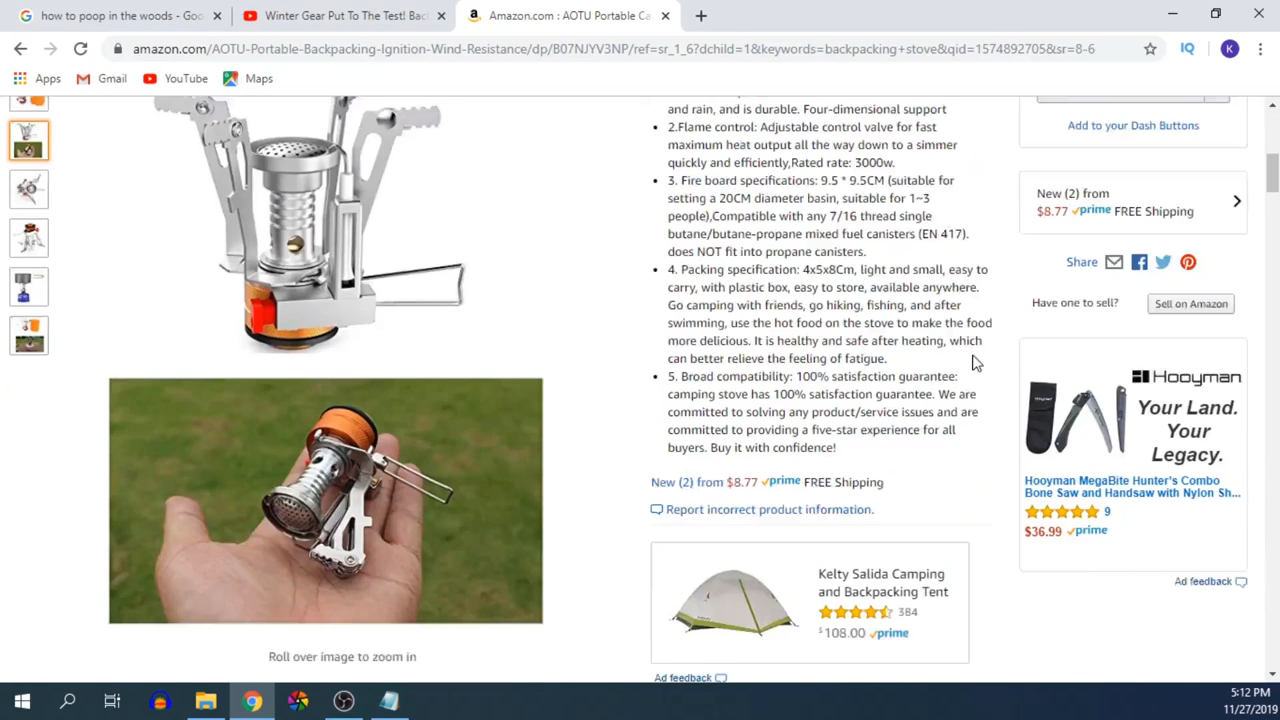 how to poop in the woods - Goo
Winter Gear Put To The Test! Bac
Amazon.com : AOTU Portable Ca
amazon.com/AOTU-Portable-Backpacking-Ignition-Wind-Resistance/dp/B07NJYV3NP/ref=sr_1_6?dchild=1&keywords=backpacking+stove&qid=1574892705&sr=8-6
IQ
K
Apps
Gmail
YouTube
Maps
and rain, and is durable. Four-dimensional support
2.Flame control: Adjustable control valve for fast
maximum heat output all the way down to a simmer
quickly and efficiently,Rated rate: 3000w.
3. Fire board specifications: 9.5 * 9.5CM (suitable for
setting a 20CM diameter basin, suitable for 1~3
people),Compatible with any 7/16 thread single
butane/butane-propane mixed fuel canisters (EN 417).
does NOT fit into propane canisters.
4. Packing specification: 4x5x8Cm, light and small, easy to
carry, with plastic box, easy to store, available anywhere.
Go camping with friends, go hiking, fishing, and after
swimming, use the hot food on the stove to make the food
more delicious. It is healthy and safe after heating, which
can better relieve the feeling of fatigue.
5. Broad compatibility: 100% satisfaction guarantee:
camping stove has 100% satisfaction guarantee. We are
committed to solving any product/service issues and are
committed to providing a five-star experience for all
buyers. Buy it with confidence!
New (2) from $8.77 prime FREE Shipping
Report incorrect product information.
Kelty Salida Camping
and Backpacking Tent
384
$108.00 prime
Ad feedback
Roll over image to zoom in
Add to your Dash Buttons
New (2) from
$8.77 prime FREE Shipping
Share
Have one to sell?
Sell on Amazon
Hooyman
Your Land.
Your
Legacy.
Hooyman MegaBite Hunter's Combo
Bone Saw and Handsaw with Nylon Sh...
9
$36.99 prime
Ad feedback
5:12 PM
11/27/2019